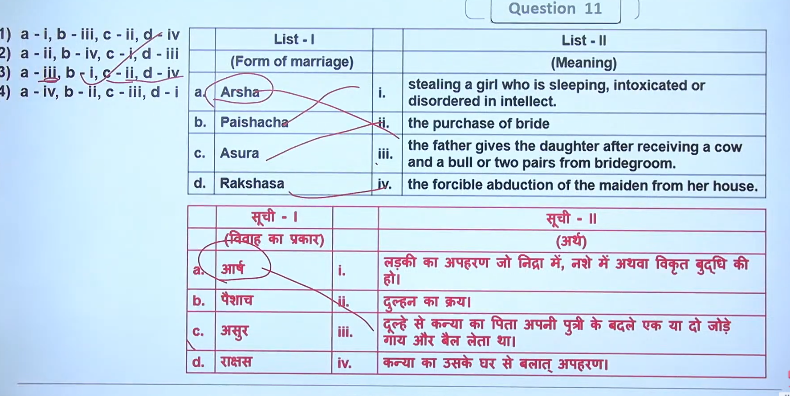 Question 11
1) a - i, b - iii, c - ii, d - iv
2) a - ii, b - iv, c - i, d - iii
3) a - iii, b - i, c - ii, d - iv
4) a - iv, b - ii, c - iii, d - i
List - I List - II
(Form of marriage) (Meaning)
a. Arsha i. stealing a girl who is sleeping, intoxicated or
disordered in intellect.
b. Paishacha ii. the purchase of bride
c. Asura iii. the father gives the daughter after receiving a cow
and a bull or two pairs from bridegroom.
d. Rakshasa iv. the forcible abduction of the maiden from her house.
सूची - I सूची - II
(विवाह का प्रकार) (अर्थ)
a. आर्ष i. लड़की का अपहरण जो निद्रा में, नशे में अथवा विकृत बुद्धि की
हो।
b. पैशाच ii. दुल्हन का क्रय।
c. असुर iii. दूल्हे से कन्या का पिता अपनी पुत्री के बदले एक या दो जोड़े
गाय और बैल लेता था।
d. राक्षस iv. कन्या का उसके घर से बलात् अपहरण।